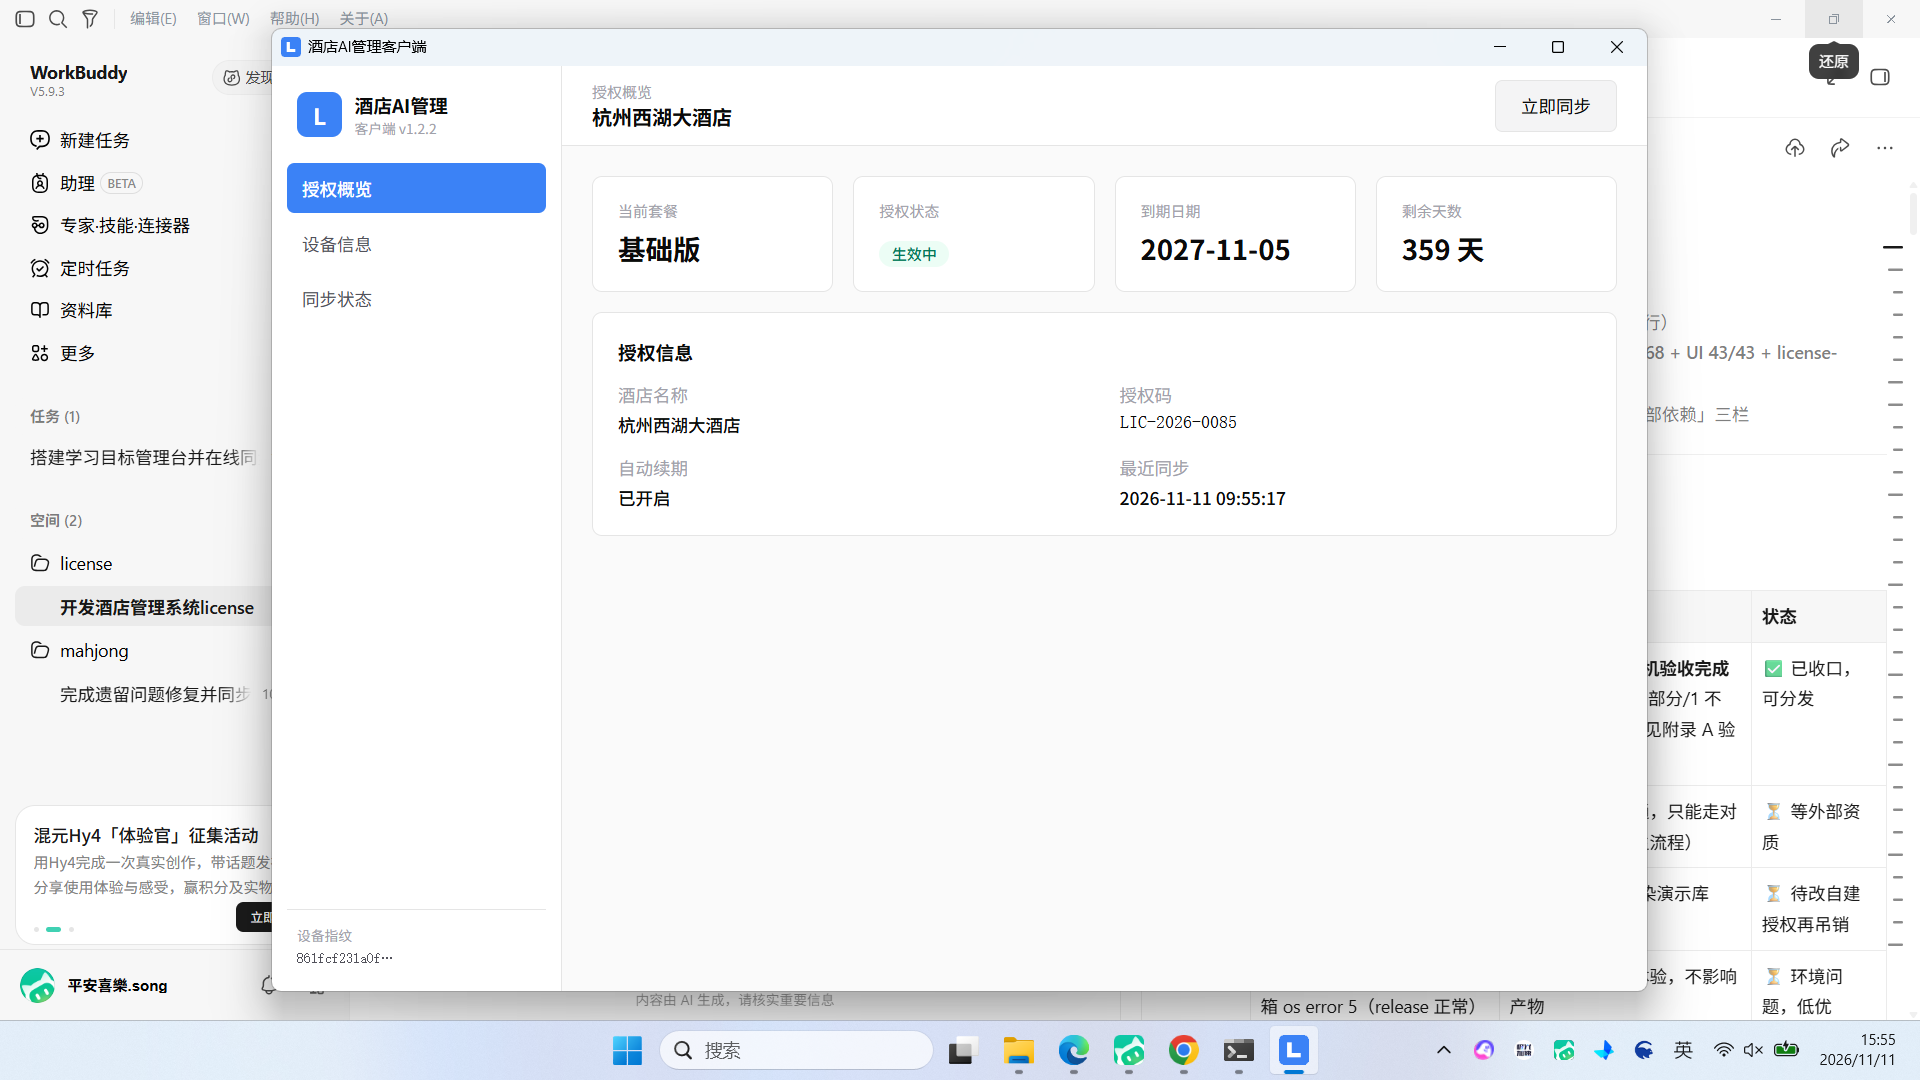 编辑(E) 窗口(W) 帮助(H) 关于(A)
WorkBuddy
V5.9.3
发现
新建任务
助理 BETA
专家·技能·连接器
定时任务
资料库
更多
任务 (1)
搭建学习目标管理台并在线同
空间 (2)
license
开发酒店管理系统license
mahjong
完成遗留问题修复并同步
混元Hy4「体验官」征集活动
用Hy4完成一次真实创作，带话题发
分享使用体验与感受，赢积分及实物
立即
平安喜樂.song
酒店AI管理客户端
L
酒店AI管理
客户端 v1.2.2
授权概览
设备信息
同步状态
设备指纹
861fcf231a0f…
授权概览
杭州西湖大酒店
立即同步
当前套餐
基础版
授权状态
生效中
到期日期
2027-11-05
剩余天数
359 天
授权信息
酒店名称
杭州西湖大酒店
授权码
LIC-2026-0085
自动续期
已开启
最近同步
2026-11-11 09:55:17
还原
行）
68 + UI 43/43 + license-
部依赖」三栏
状态
机验收完成
部分/1 不
见附录 A 验
已收口，
可分发
，只能走对
流程）
等外部资
质
染演示库
待改自建
授权再吊销
验，不影响
产物
环境问
题，低优
箱 os error 5（release 正常）
内容由 AI 生成，请核实重要信息
搜索
英
15:55
2026/11/11